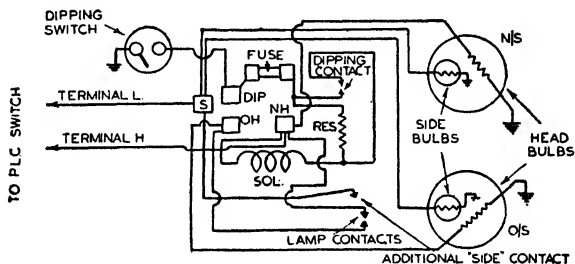 DIPPING
SWITCH
FUSE
DIPPING
CONTACT
N/S
TERMINAL L.
S
DIP
TO PLC SWITCH
OH
NH
RES
SIDE
BULBS
HEAD
BULBS
TERMINAL H
SOL.
LAMP CONTACTS
O/S
ADDITIONAL "SIDE" CONTACT